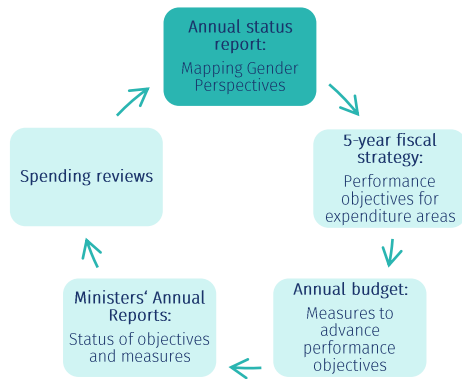 Annual status
report:
Mapping Gender
Perspectives
5-year fiscal
strategy:
Performance
objectives for
expenditure areas
Annual budget:
Measures to
advance
performance
objectives
Ministers‘ Annual
Reports:
Status of objectives
and measures
Spending reviews